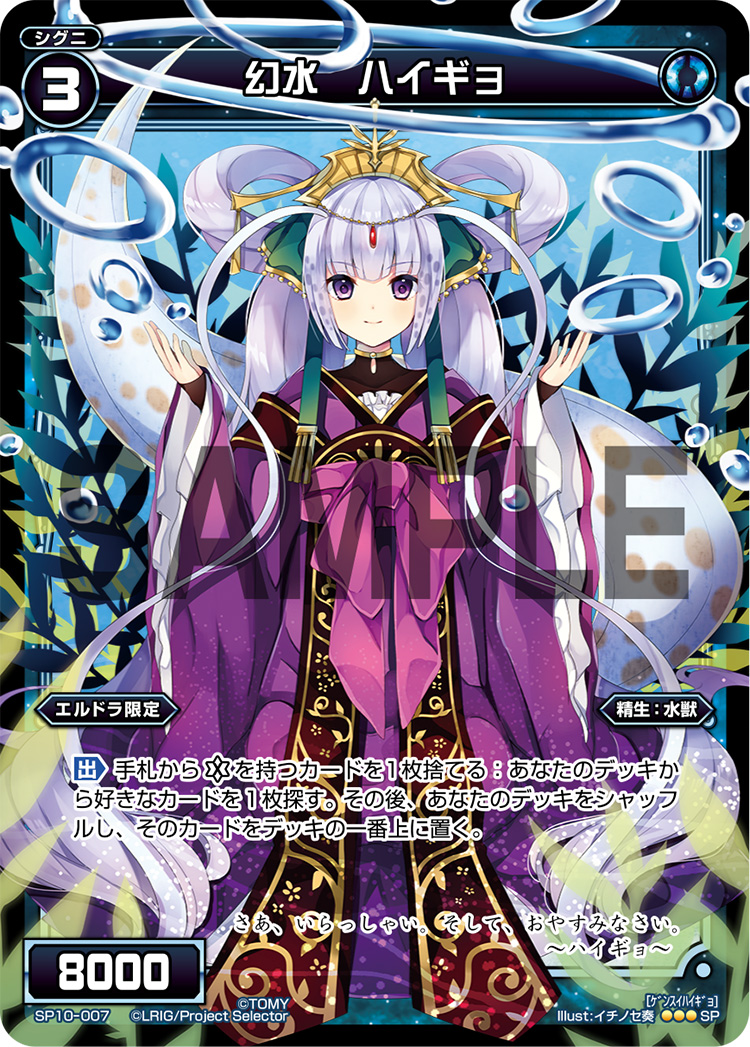 シグニ
3
幻水　ハイギョ
SAMPLE
エルドラ限定
精生：水獣
出 手札からを持つカードを1枚捨てる：あなたのデッキか
ら好きなカードを1枚探す。その後、あなたのデッキをシャッフ
ルし、そのカードをデッキの一番上に置く。
さあ、いらっしゃい。そして、おやすみなさい。
～ハイギョ～
8000
©TOMY
[ｹﾞﾝｽｲﾊｲｷﾞｮ]
SP10-007 ©LRIG/Project Selector Illust:イチノセ奏 SP